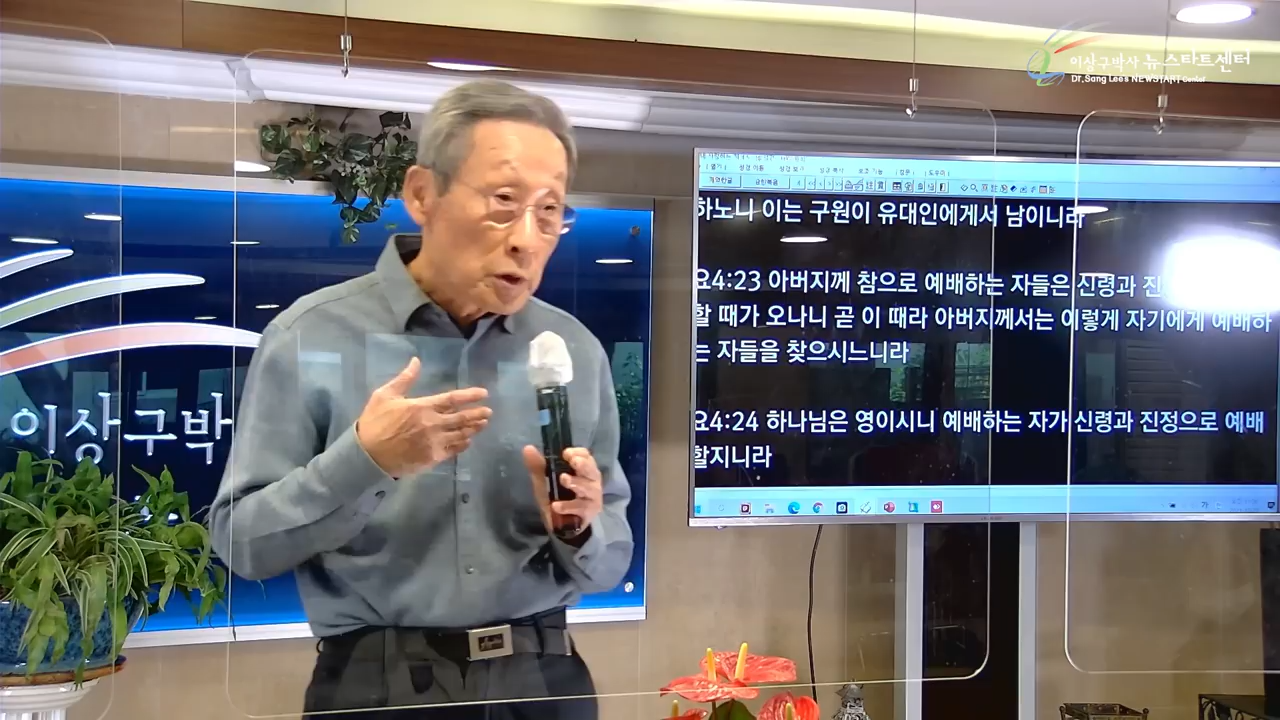 이상구박사 뉴스타트센터
Dr.Sang Lee's NEWSTART Center
하노니 이는 구원이 유대인에게서 남이니라
요4:23 아버지께 참으로 예배하는 자들은 신령과 진
할 때가 오나니 곧 이 때라 아버지께서는 이렇게 자기에게 예배하
는 자들을 찾으시느니라
요4:24 하나님은 영이시니 예배하는 자가 신령과 진정으로 예배
할지니라
이상구박